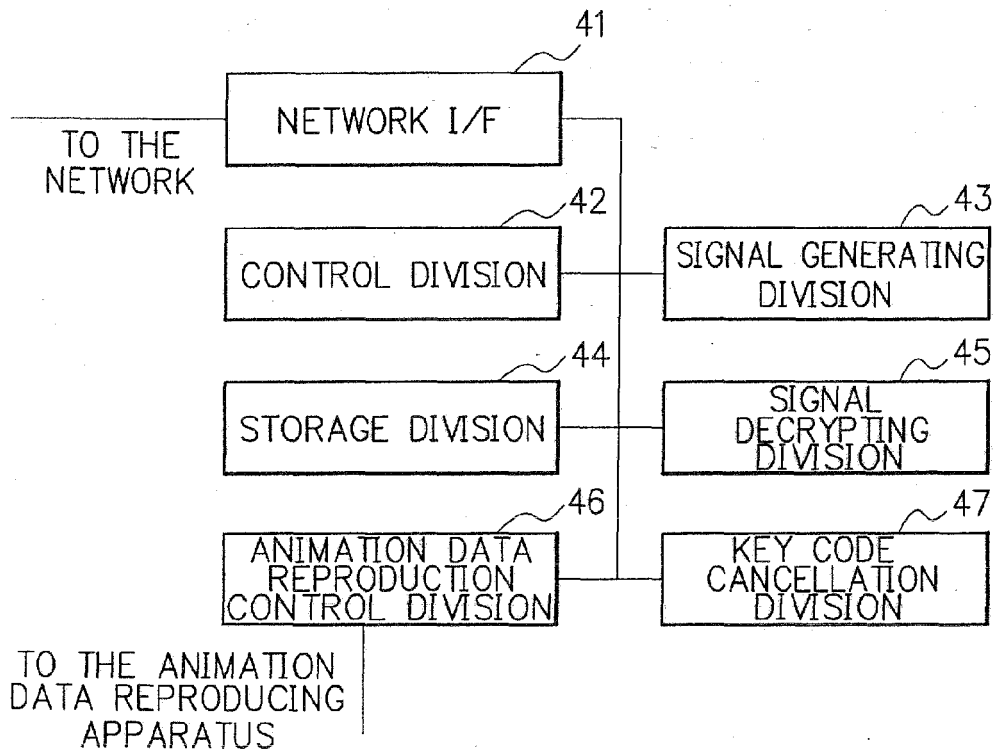 41
NETWORK I/F
TO THE
NETWORK
42
CONTROL DIVISION
43
SIGNAL GENERATING
DIVISION
44
STORAGE DIVISION
45
SIGNAL
DECRYPTING
DIVISION
46
ANIMATION DATA
REPRODUCTION
CONTROL DIVISION
47
KEY CODE
CANCELLATION
DIVISION
TO THE ANIMATION
DATA REPRODUCING
APPARATUS